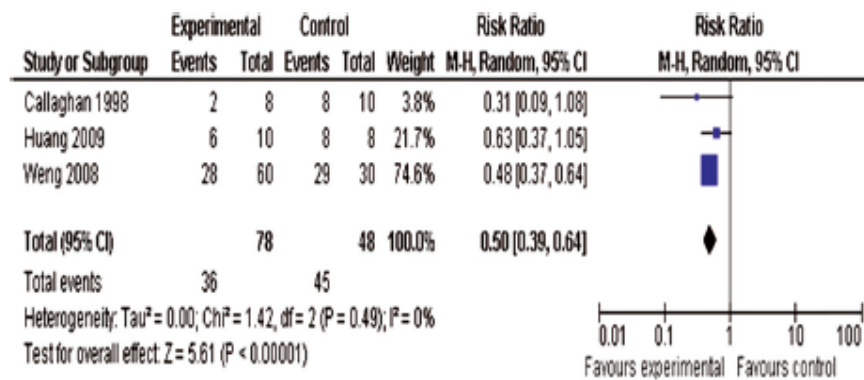 Experimental Control Risk Ratio Risk Ratio
Study or Subgroup Events Total Events Total Weight M-H, Random, 95% CI M-H, Random, 95% CI
Callaghan 1998 2 8 8 10 3.8% 0.31 [0.09, 1.08]
Huang 2009 6 10 8 8 21.7% 0.63 [0.37, 1.05]
Weng 2008 28 60 29 30 74.6% 0.48 [0.37, 0.64]
Total (95% CI) 78 48 100.0% 0.50 [0.39, 0.64]
Total events 36 45
Heterogeneity: Tau² = 0.00; Chi² = 1.42, df = 2 (P = 0.49); I² = 0%
Test for overall effect: Z = 5.61 (P < 0.00001)
0.01 0.1 1 10 100
Favours experimental Favours control